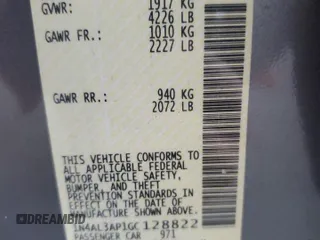 GVWR: 1917 KG
4226 LB
GAWR FR.: 1010 KG
2227 LB
GAWR RR.: 940 KG
2072 LB
THIS VEHICLE CONFORMS TO
ALL APPLICABLE FEDERAL
MOTOR VEHICLE SAFETY,
BUMPER, AND THEFT
PREVENTION STANDARDS IN
EFFECT ON THE DATE OF
MANUFACTURE SHOWN ABOVE.
1N4AL3AP1GC128822
PASSENGER CAR 971
DREAMBID